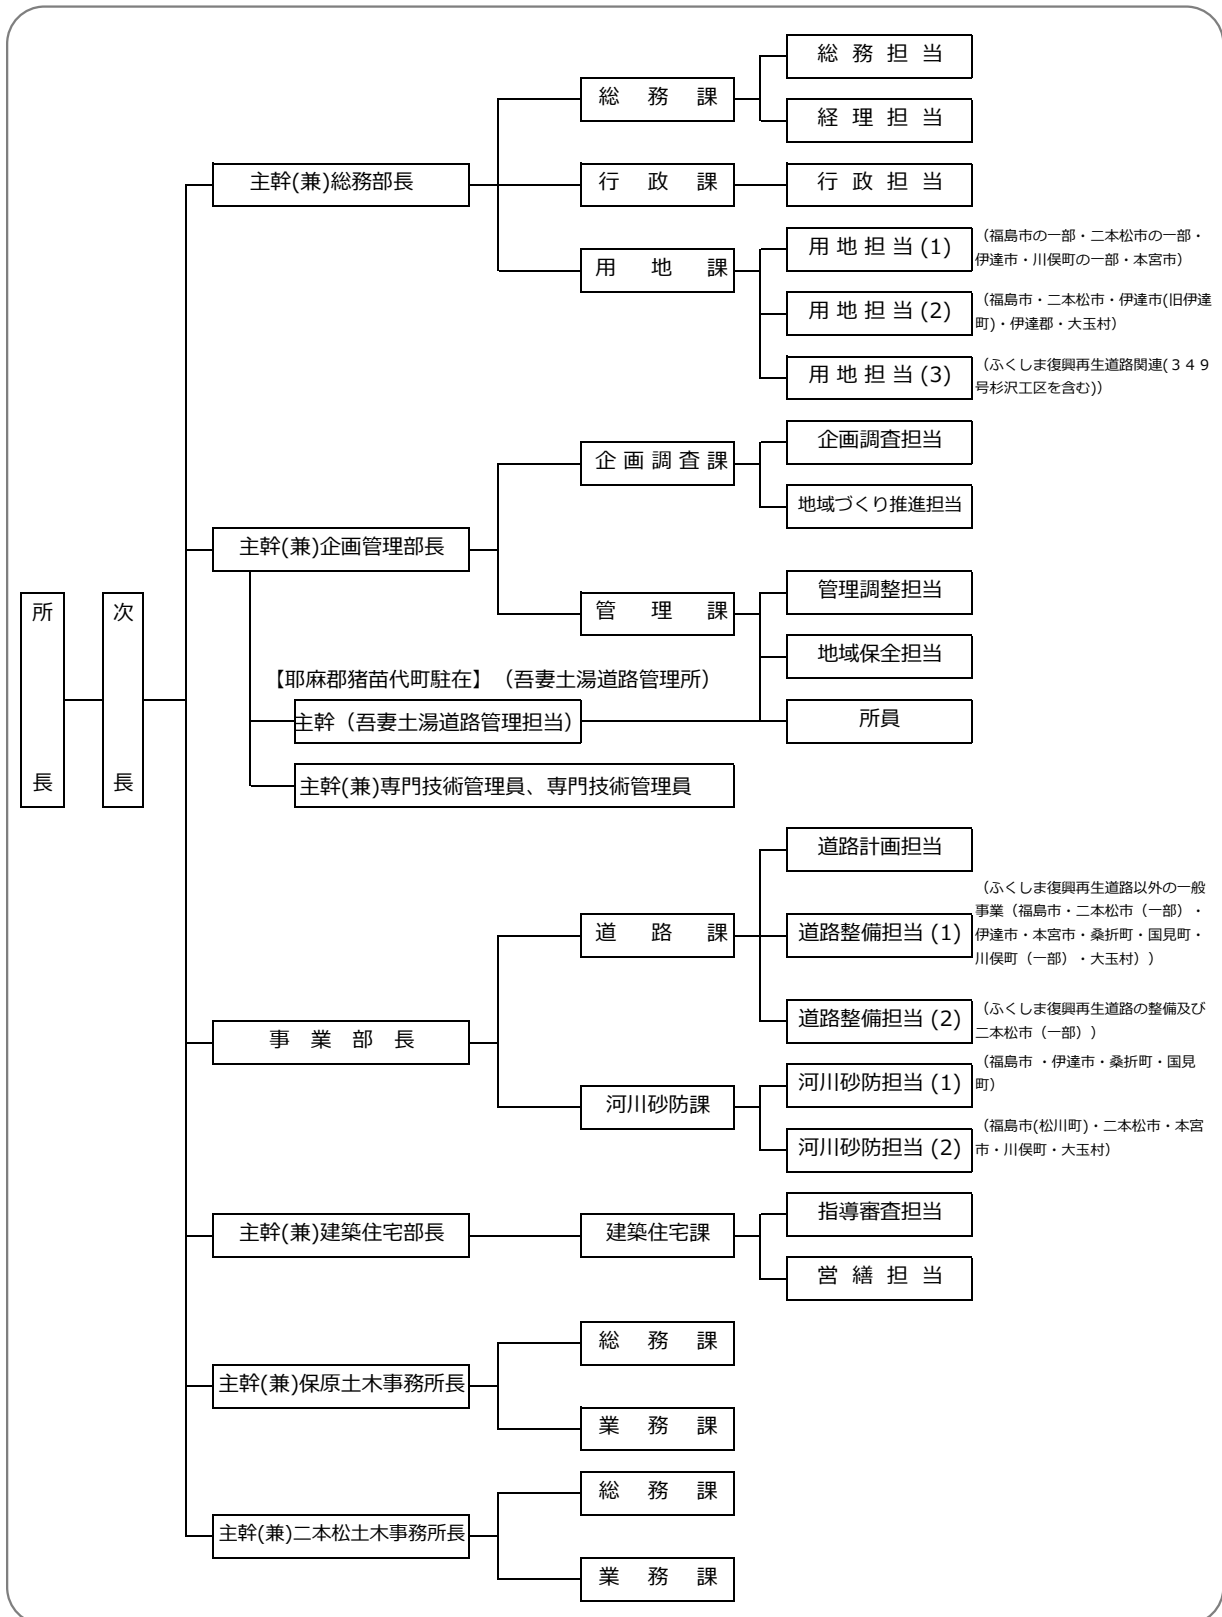 所長
次長
主幹(兼)総務部長
総務課
総務担当
経理担当
行政課
行政担当
用地課
用地担当(1)
（福島市の一部・二本松市の一部・
伊達市・川俣町の一部・本宮市）
用地担当(2)
（福島市・二本松市・伊達市(旧伊達
町)・伊達郡・大玉村）
用地担当(3)
（ふくしま復興再生道路関連(３４９
号杉沢工区を含む)）
主幹(兼)企画管理部長
企画調査課
企画調査担当
地域づくり推進担当
管理課
管理調整担当
地域保全担当
【耶麻郡猪苗代町駐在】（吾妻土湯道路管理所）
主幹（吾妻土湯道路管理担当）
所員
主幹(兼)専門技術管理員、専門技術管理員
事業部長
道路課
道路計画担当
道路整備担当(1)
（ふくしま復興再生道路以外の一般
事業（福島市・二本松市（一部）・
伊達市・本宮市・桑折町・国見町・
川俣町（一部）・大玉村））
道路整備担当(2)
（ふくしま復興再生道路の整備及び
二本松市（一部））
河川砂防課
河川砂防担当(1)
（福島市 ・伊達市・桑折町・国見
町）
河川砂防担当(2)
（福島市(松川町)・二本松市・本宮
市・川俣町・大玉村）
主幹(兼)建築住宅部長
建築住宅課
指導審査担当
営繕担当
主幹(兼)保原土木事務所長
総務課
業務課
主幹(兼)二本松土木事務所長
総務課
業務課